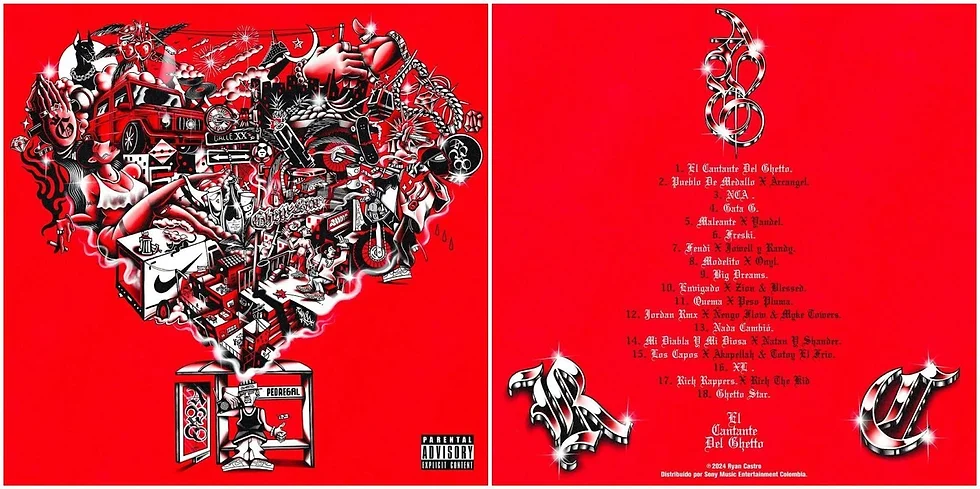 CALLE XX
PEDREGAL
PARENTAL
ADVISORY
EXPLICIT CONTENT
1. El Cantante Del Ghetto.
2. Pueblo De Medallo X Arcangel.
3. NCA .
4. Gata G.
5. Maleante X Yandel.
6. Freski.
7. Fendi X Jowell y Randy.
8. Modelito X Onyl.
9. Big Dreams.
10. Envigado X Zion & Blessed.
11. Quema X Peso Pluma.
12. Jordan Rmx X Nengo Flow & Myke Towers.
13. Nada Cambió.
14. Mi Diabla Y Mi Diosa X Natan Y Shander.
15. Los Capos X Akapellah & Totoy El Frio.
16. XL .
17. Rich Rappers. X Rich The Kid
18. Ghetto Star.
El
Cantante
Del Ghetto
R
C
© 2024 Ryan Castro
Distribuido por Sony Music Entertainment Colombia.